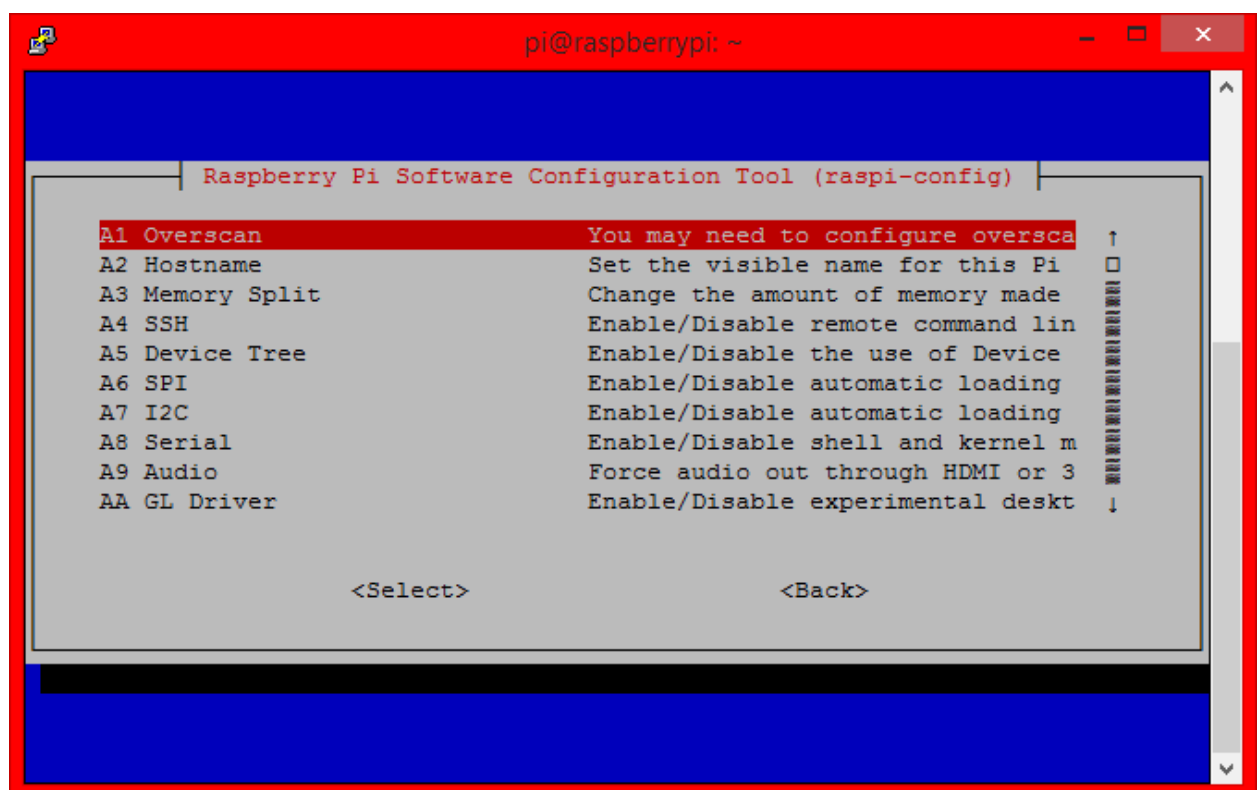 pi@raspberrypi: ~
Raspberry Pi Software Configuration Tool (raspi-config)
A1 Overscan You may need to configure oversca
A2 Hostname Set the visible name for this Pi
A3 Memory Split Change the amount of memory made
A4 SSH Enable/Disable remote command lin
A5 Device Tree Enable/Disable the use of Device
A6 SPI Enable/Disable automatic loading
A7 I2C Enable/Disable automatic loading
A8 Serial Enable/Disable shell and kernel m
A9 Audio Force audio out through HDMI or 3
AA GL Driver Enable/Disable experimental deskt
<Select> <Back>